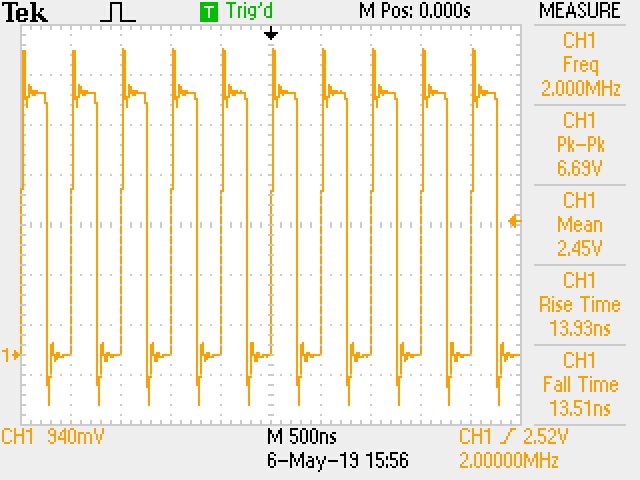 Tek T Trig'd M Pos: 0.000s MEASURE
CH1
Freq
2.000MHz
CH1
Pk-Pk
6.69V
CH1
Mean
2.45V
CH1
Rise Time
13.93ns
CH1
Fall Time
13.51ns
1
CH1 940mV M 500ns CH1 2.52V
6-May-19 15:56 2.00000MHz